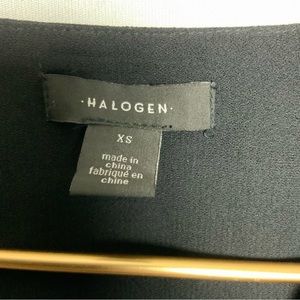 ·HALOGEN·
XS
made in
china
fabriqué en
chine